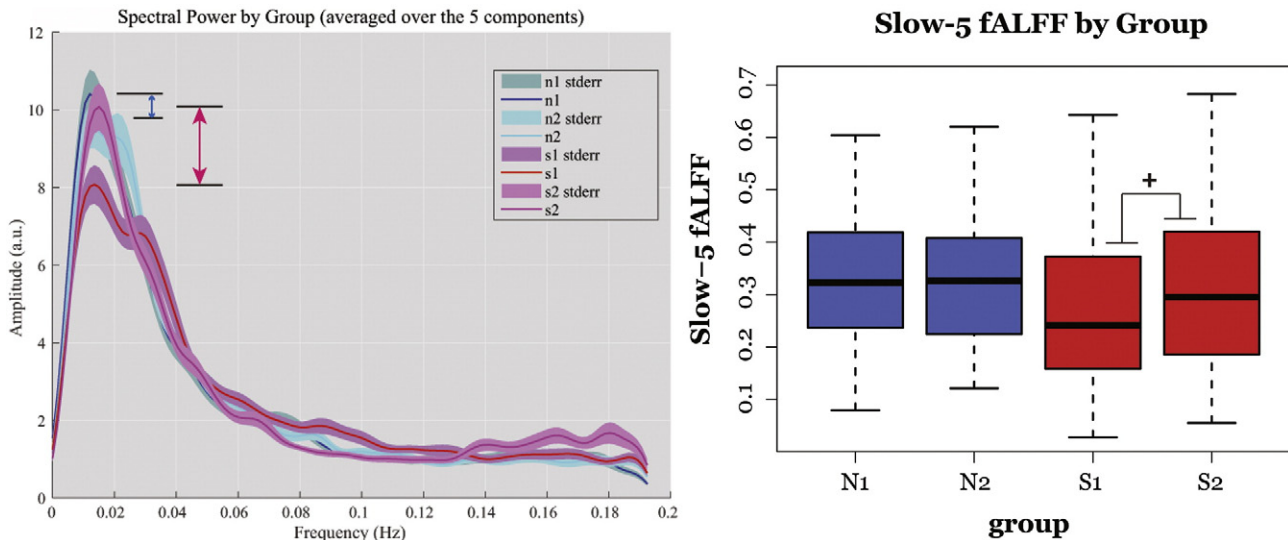 Spectral Power by Group (averaged over the 5 components)
12
10
8
6
4
2
0
Amplitude (a.u.)
n1 stderr
n1
n2 stderr
n2
s1 stderr
s1
s2 stderr
s2
0 0.02 0.04 0.06 0.08 0.1 0.12 0.14 0.16 0.18 0.2
Frequency (Hz)
Slow-5 fALFF by Group
Slow-5 fALFF
0.7
0.6
0.5
0.4
0.3
0.2
0.1
+
N1 N2 S1 S2
group